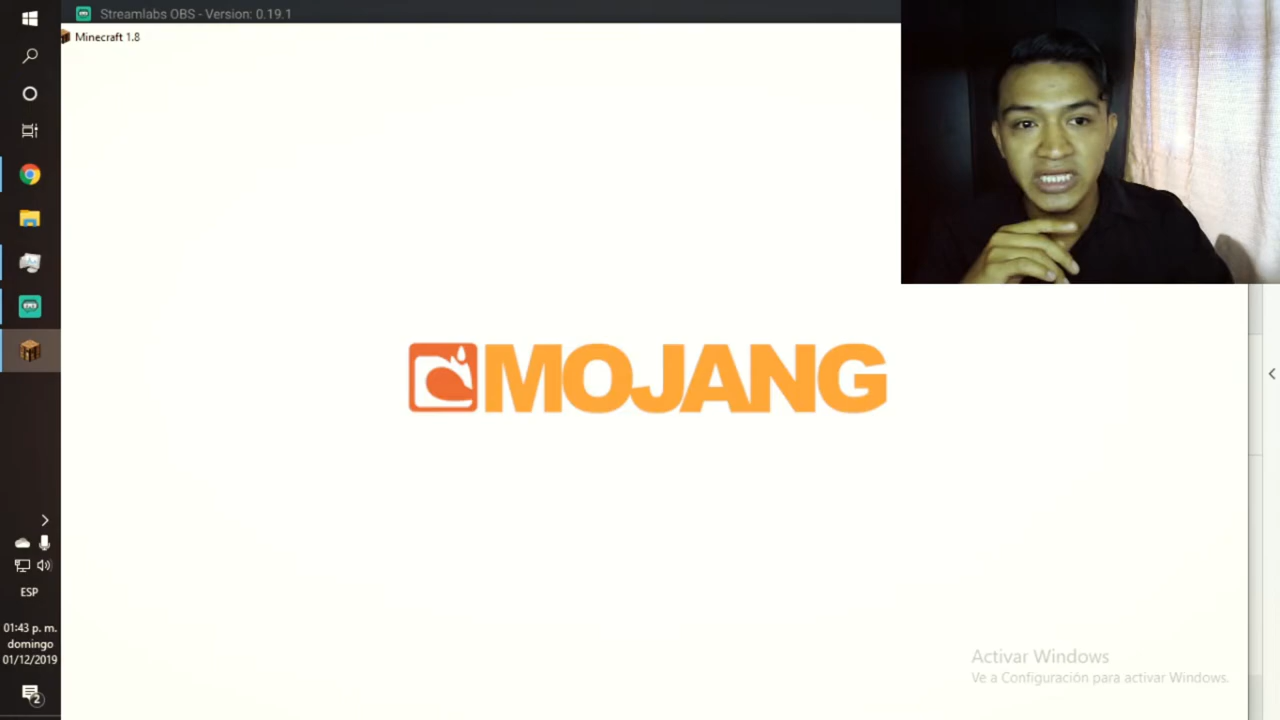 Streamlabs OBS - Version: 0.19.1
Minecraft 1.8
MOJANG
ESP
01:43 p. m.
domingo
01/12/2019
2
Activar Windows
Ve a Configuración para activar Windows.